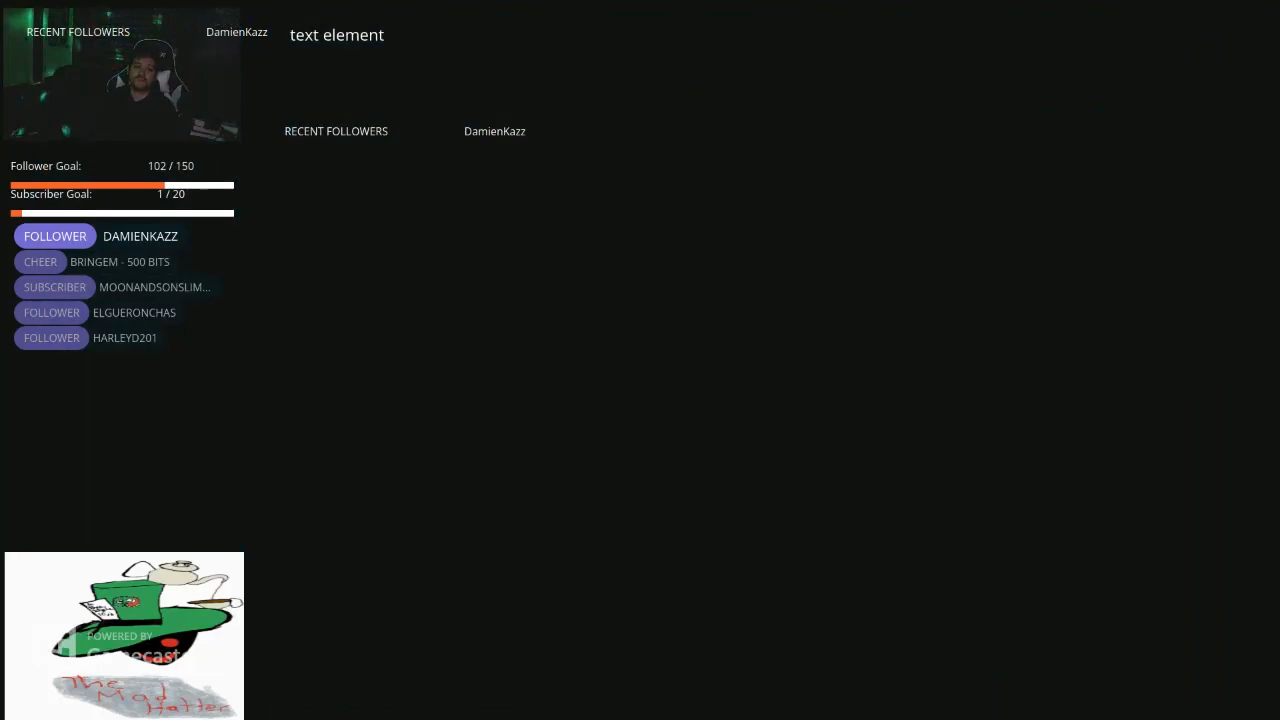 RECENT FOLLOWERS DamienKazz
text element
RECENT FOLLOWERS DamienKazz
Follower Goal: 102 / 150
Subscriber Goal: 1 / 20
FOLLOWER DAMIENKAZZ
CHEER BRINGEM - 500 BITS
SUBSCRIBER MOONANDSONSLIM...
FOLLOWER ELGUERONCHAS
FOLLOWER HARLEYD201
POWERED BY
Gamecaste
The
Mad
Hatter